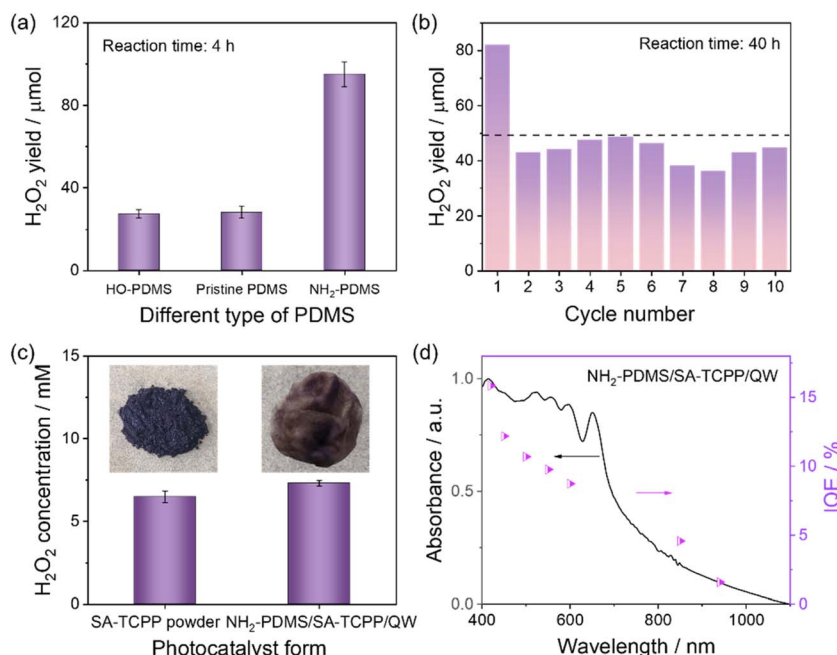 (a)
Reaction time: 4 h
120
80
40
0
H₂O₂ yield / μmol
HO-PDMS Pristine PDMS NH₂-PDMS
Different type of PDMS
(b)
Reaction time: 40 h
80
60
40
20
0
H₂O₂ yield / μmol
1 2 3 4 5 6 7 8 9 10
Cycle number
(c)
15
10
5
0
H₂O₂ concentration / mM
SA-TCPP powder NH₂-PDMS/SA-TCPP/QW
Photocatalyst form
(d)
NH₂-PDMS/SA-TCPP/QW
1.0
0.5
0.0
Absorbance / a.u.
15
10
5
0
IQE / %
400 600 800 1000
Wavelength / nm